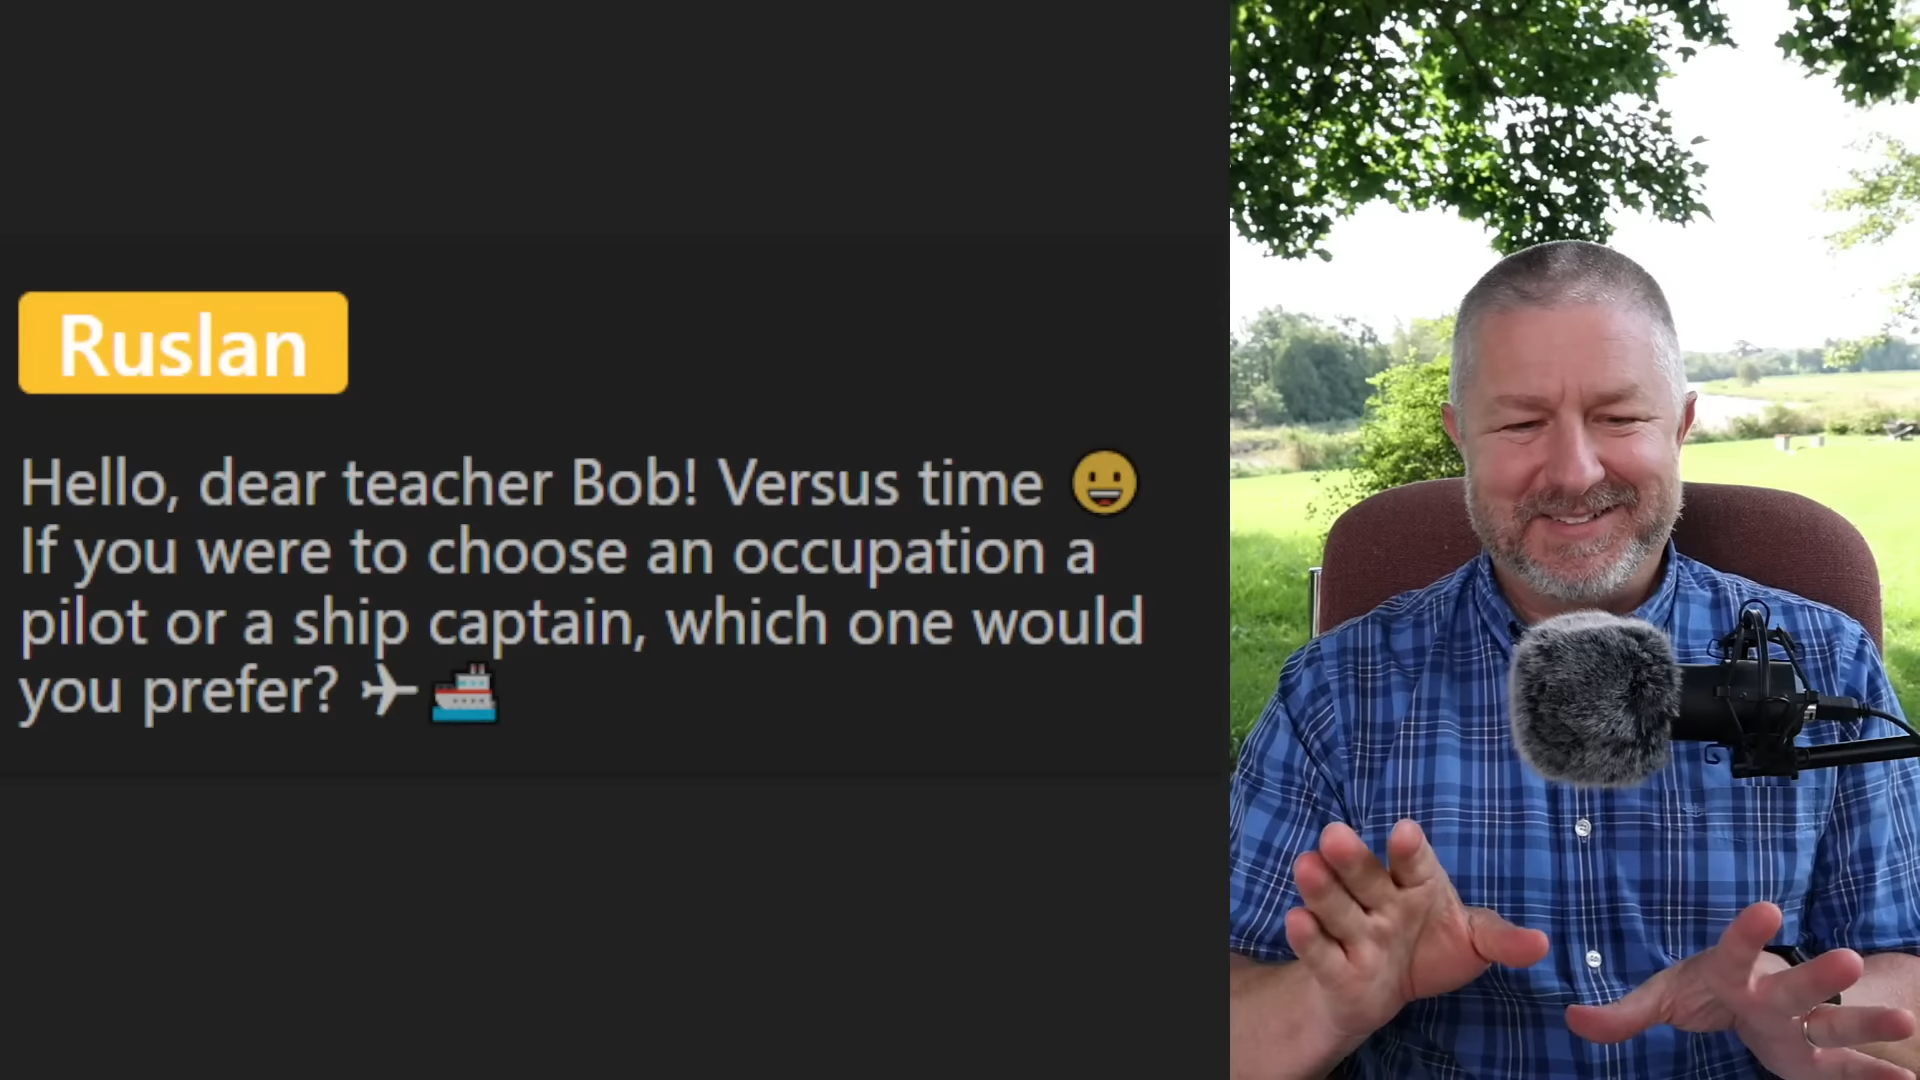 Ruslan
Hello, dear teacher Bob! Versus time 😃
If you were to choose an occupation a
pilot or a ship captain, which one would
you prefer? ✈🚢